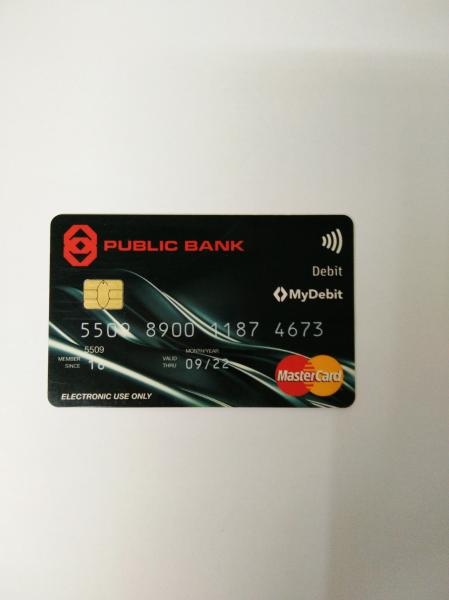 PUBLIC BANK
Debit
MyDebit
5509 8900 1187 4673
5509
MONTH/YEAR
MEMBER SINCE 16 VALID THRU 09/22
MasterCard
ELECTRONIC USE ONLY